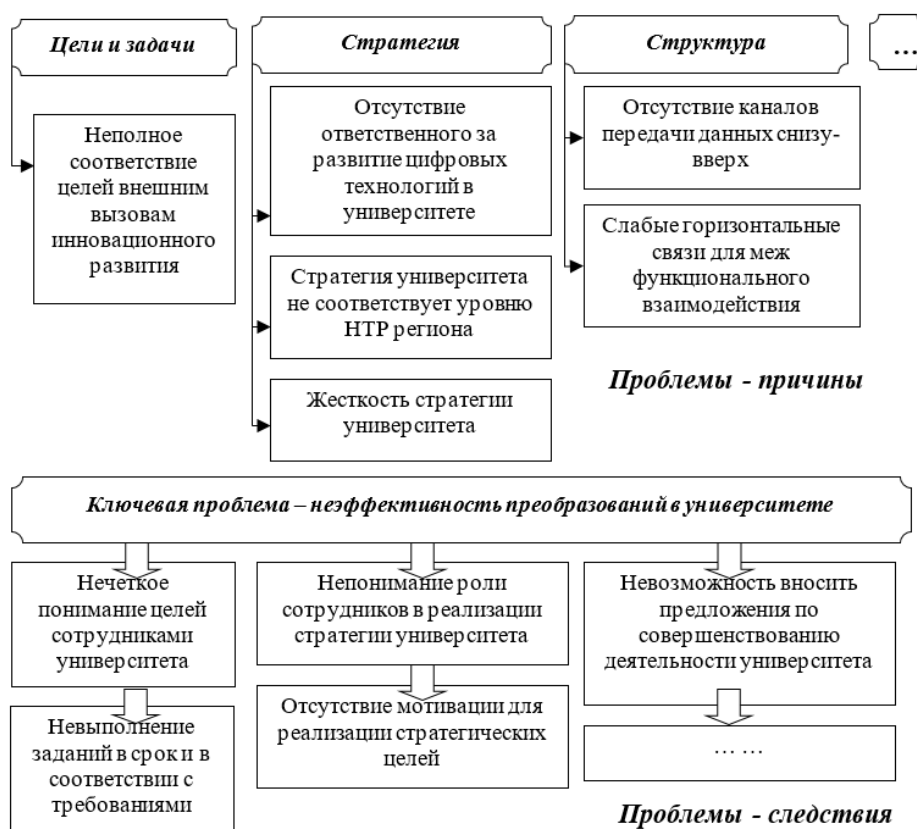 Цели и задачи
Стратегия
Структура
...
Неполное
соответствие
целей внешним
вызовам
инновационного
развития
Отсутствие
ответственного за
развитие цифровых
технологий в
университете
Стратегия университета
не соответствует уровню
НТР региона
Жесткость стратегии
университета
Отсутствие каналов
передачи данных снизу-
вверх
Слабые горизонтальные
связи для меж
функционального
взаимодействия
Проблемы - причины
Ключевая проблема – неэффективность преобразований в университете
Нечеткое
понимание целей
сотрудниками
университета
Невыполнение
заданий в срок и в
соответствии с
требованиями
Непонимание роли
сотрудников в реализации
стратегии университета
Отсутствие мотивации для
реализации стратегических
целей
Невозможность вносить
предложения по
совершенствованию
деятельности университета
... ...
Проблемы - следствия